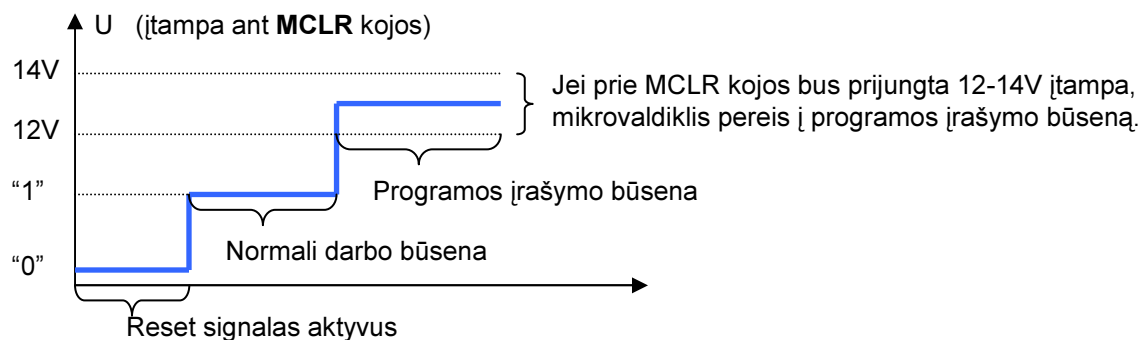 U (įtampa ant MCLR kojos)
14V
Jei prie MCLR kojos bus prijungta 12-14V įtampa,
mikrovaldiklis pereis į programos įrašymo būseną.
12V
“1”
Programos įrašymo būsena
Normali darbo būsena
“0”
Reset signalas aktyvus